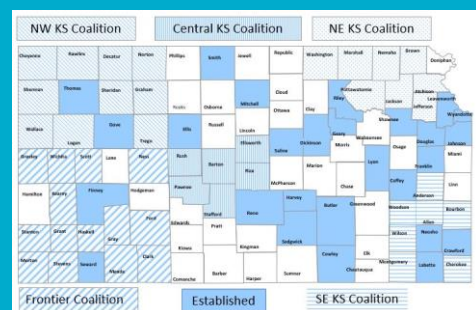 NW KS Coalition Central KS Coalition NE KS Coalition
Cheyenne Rawlins Decatur Norton Phillips Smith Jewell Republic Washington Marshall Nemaha Brown Doniphan
Sherman Thomas Sheridan Graham Rooks Osborne Mitchell Cloud Clay Riley Pottawatomie Jackson Atchison Jefferson Leavenworth Wyandotte
Ottawa Lincoln
Wallace Logan Gove Trego Ellis Russell Ellsworth Saline Dickinson Geary Morris Wabaunsee Shawnee Osage Douglas Johnson Franklin Miami
Greeley Wichita Scott Lane Ness Rush Barton Rice McPherson Marion Chase Lyon Coffey Anderson Linn
Hamilton Kearny Finney Hodgeman Pawnee Stafford Reno Harvey Butler Greenwood Woodson Allen Bourbon
Stanton Grant Haskell Gray Ford Edwards Kiowa Pratt Kingman Sedgwick Elk Wilson Neosho Crawford
Morton Stevens Seward Meade Clark Comanche Barber Harper Sumner Cowley Chautauqua Montgomery Labette Cherokee
Frontier Coalition Established SE KS Coalition